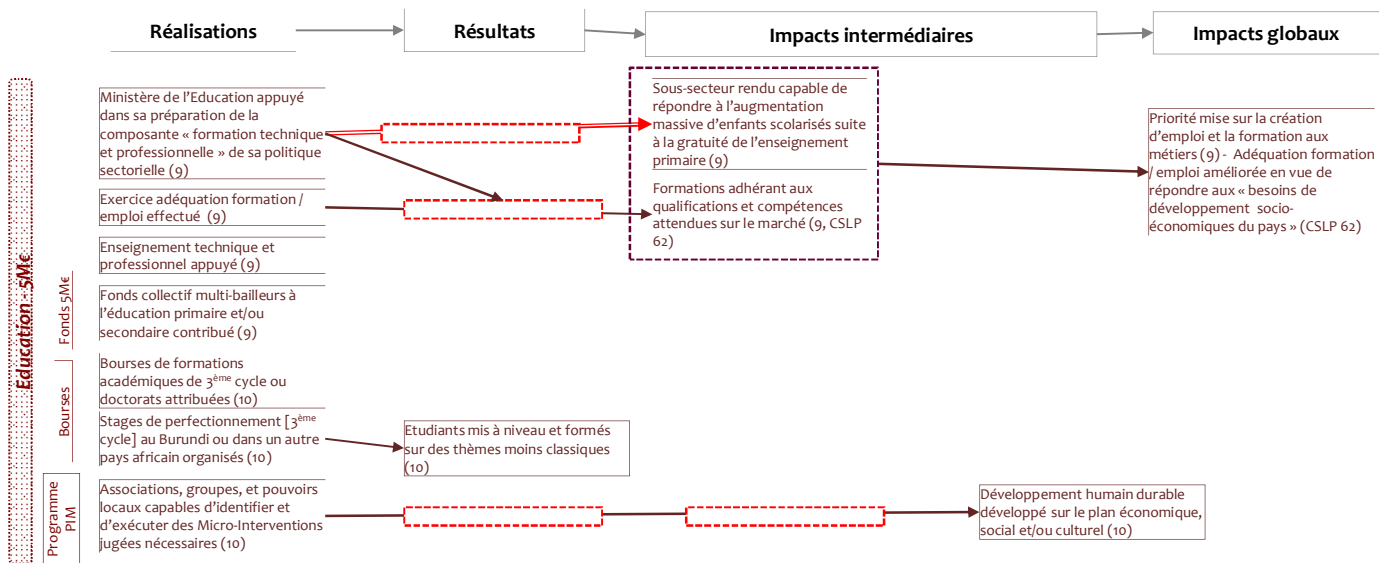 Réalisations
Résultats
Impacts intermédiaires
Impacts globaux
Education - 5M€
Ministère de l'Education appuyé
dans sa préparation de la
composante « formation technique
et professionnelle » de sa politique
sectorielle (9)
Sous-secteur rendu capable de
répondre à l'augmentation
massive d'enfants scolarisés suite
à la gratuité de l'enseignement
primaire (9)
Priorité mise sur la création
d'emploi et la formation aux
métiers (9) - Adéquation formation
/ emploi améliorée en vue de
répondre aux « besoins de
développement socio-
économiques du pays » (CSLP 62)
Exercice adéquation formation /
emploi effectué (9)
Formations adhérant aux
qualifications et compétences
attendues sur le marché (9, CSLP
62)
Enseignement technique et
professionnel appuyé (9)
Fonds 5M€
Fonds collectif multi-bailleurs à
l'éducation primaire et/ou
secondaire contribué (9)
Bourses
Bourses de formations
académiques de 3ème cycle ou
doctorats attribuées (10)
Stages de perfectionnement [3ème
cycle] au Burundi ou dans un autre
pays africain organisés (10)
Etudiants mis à niveau et formés
sur des thèmes moins classiques
(10)
Programme
PIM
Associations, groupes, et pouvoirs
locaux capables d'identifier et
d'exécuter des Micro-Interventions
jugées nécessaires (10)
Développement humain durable
développé sur le plan économique,
social et/ou culturel (10)